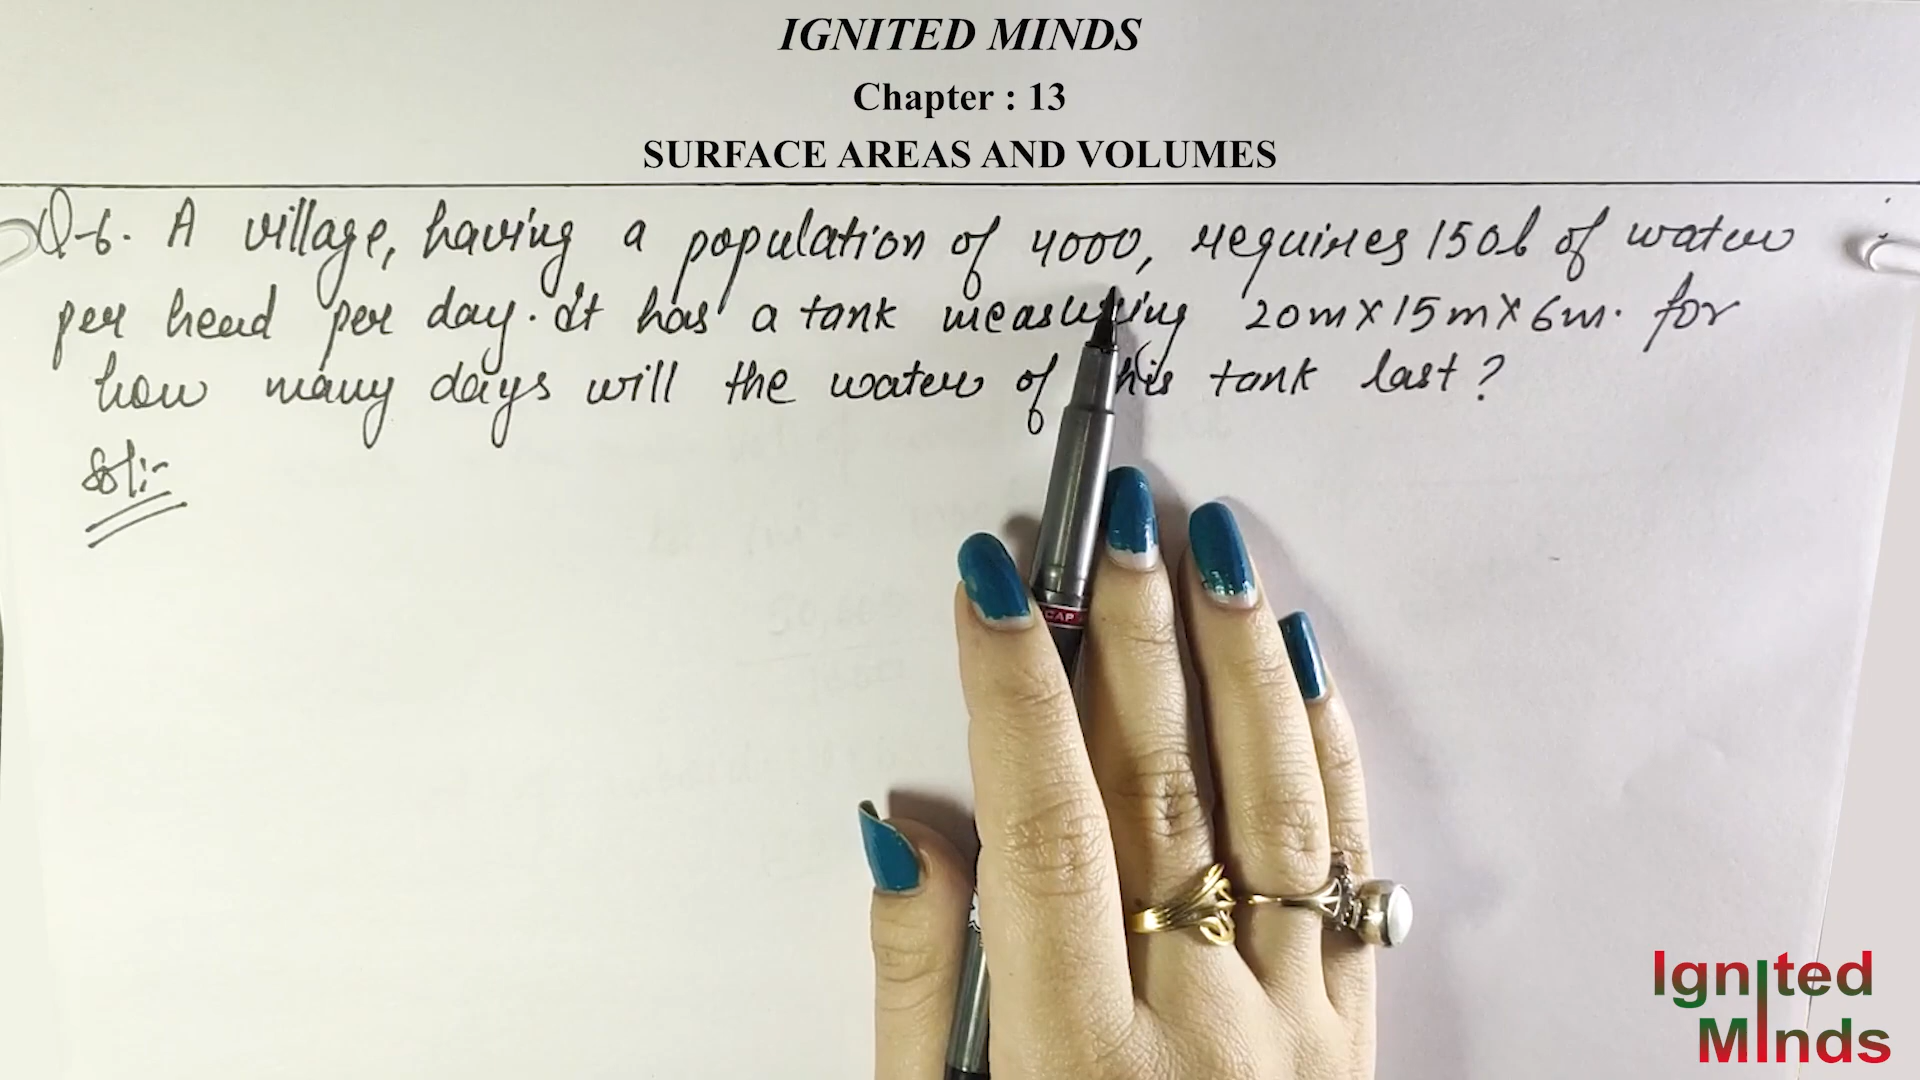 IGNITED MINDS
Chapter : 13
SURFACE AREAS AND VOLUMES
Q-6. A village, having a population of 4000, requires 150l of water
per head per day. It has a tank measuring 20m×15m×6m. for
how many days will the water of this tank last?
Sol:-
CAP
Ignited
Minds